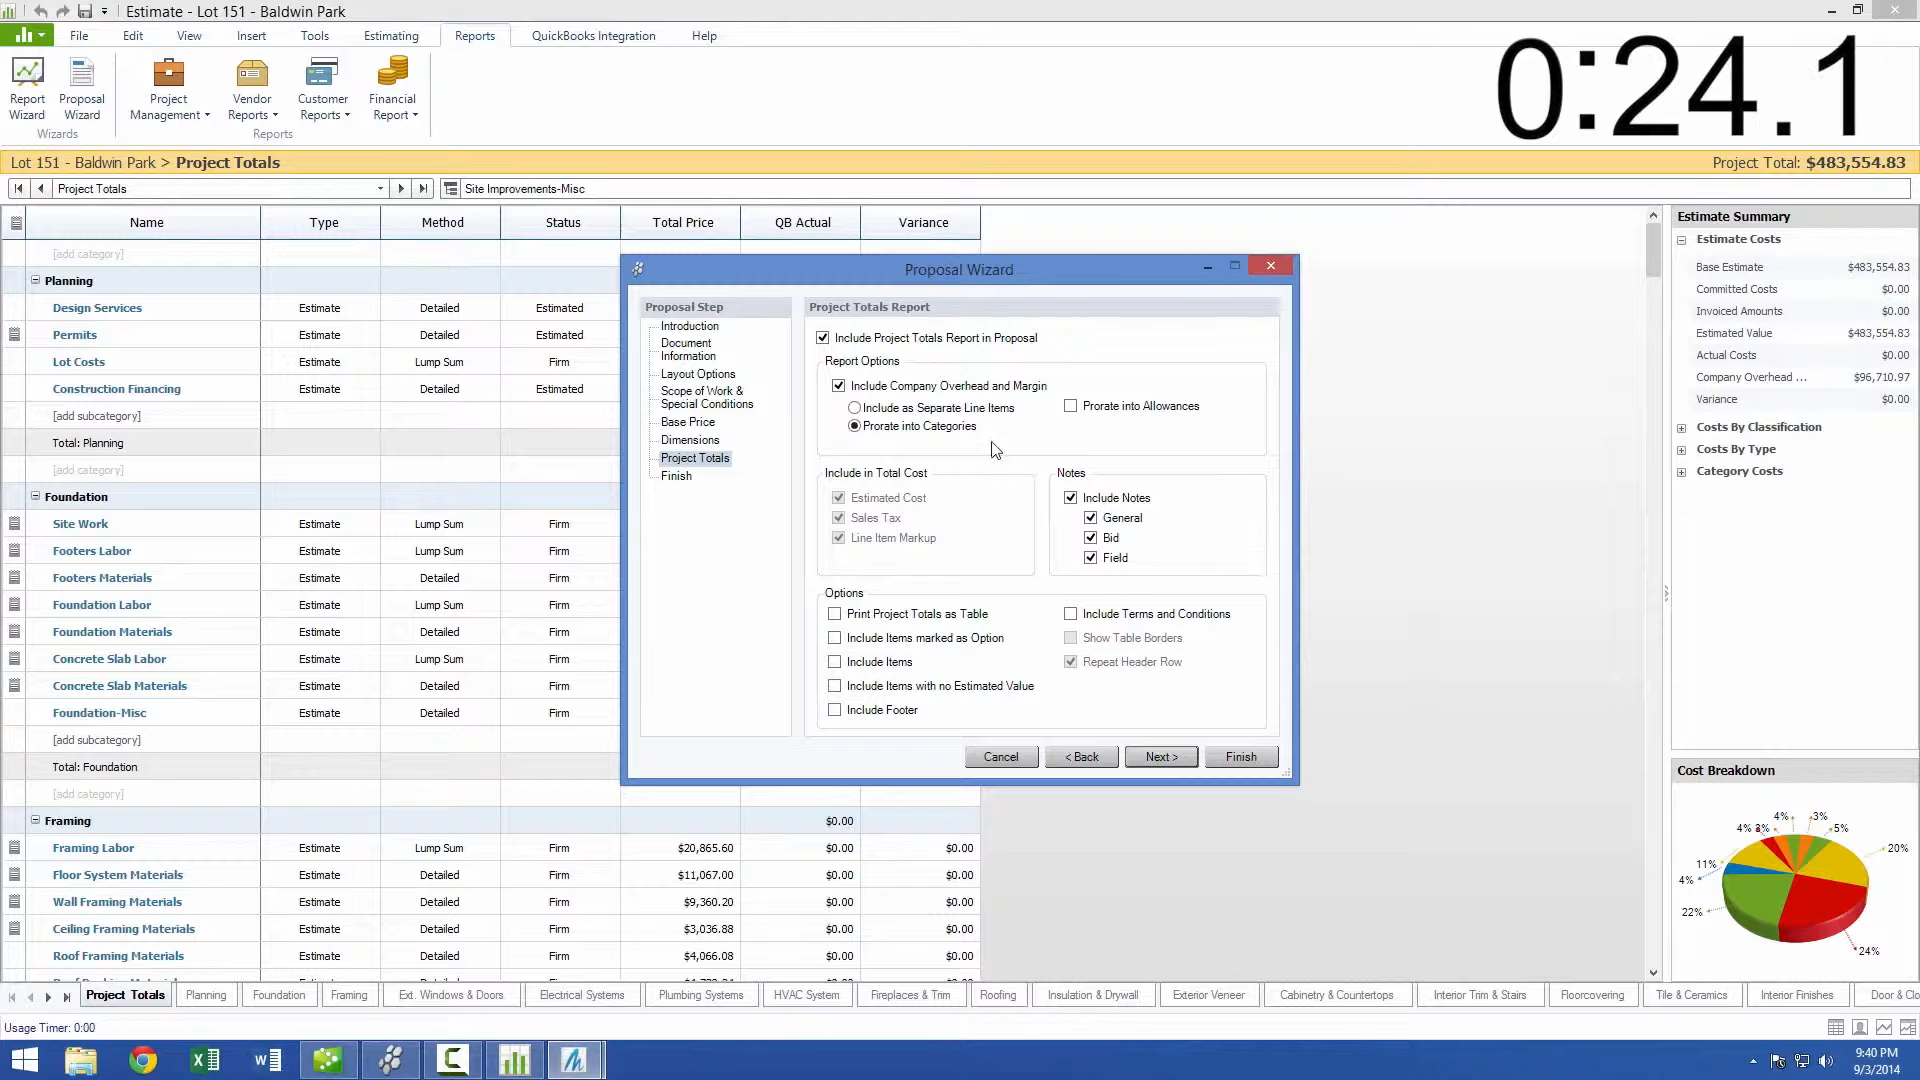 Estimate - Lot 151 - Baldwin Park
File Edit View Insert Tools Estimating Reports QuickBooks Integration Help
0:24.1
Report Wizard
Proposal Wizard
Project Management
Vendor Reports
Customer Reports
Financial Report
Wizards
Reports
Lot 151 - Baldwin Park > Project Totals
Project Total: $483,554.83
Project Totals
Site Improvements-Misc
Name Type Method Status Total Price QB Actual Variance
[add category]
Planning
Design Services Estimate Detailed Estimated
Permits Estimate Detailed Estimated
Lot Costs Estimate Lump Sum Firm
Construction Financing Estimate Detailed Estimated
[add subcategory]
Total: Planning
[add category]
Foundation
Site Work Estimate Lump Sum Firm
Footers Labor Estimate Lump Sum Firm
Footers Materials Estimate Detailed Firm
Foundation Labor Estimate Lump Sum Firm
Foundation Materials Estimate Detailed Firm
Concrete Slab Labor Estimate Lump Sum Firm
Concrete Slab Materials Estimate Detailed Firm
Foundation-Misc Estimate Detailed Firm
[add subcategory]
Total: Foundation
[add category]
Framing $0.00
Framing Labor Estimate Lump Sum Firm $20,865.60 $0.00 $0.00
Floor System Materials Estimate Detailed Firm $11,067.00 $0.00 $0.00
Wall Framing Materials Estimate Detailed Firm $9,360.20 $0.00 $0.00
Ceiling Framing Materials Estimate Detailed Firm $3,036.88 $0.00 $0.00
Roof Framing Materials Estimate Detailed Firm $4,066.08 $0.00 $0.00
Proposal Wizard
Proposal Step
Introduction
Document
Information
Layout Options
Scope of Work &
Special Conditions
Base Price
Dimensions
Project Totals
Finish
Project Totals Report
Include Project Totals Report in Proposal
Report Options
Include Company Overhead and Margin
Include as Separate Line Items
Prorate into Allowances
Prorate into Categories
Include in Total Cost
Estimated Cost
Sales Tax
Line Item Markup
Notes
Include Notes
General
Bid
Field
Options
Print Project Totals as Table
Include Items marked as Option
Include Items
Include Items with no Estimated Value
Include Footer
Include Terms and Conditions
Show Table Borders
Repeat Header Row
Cancel < Back Next > Finish
Estimate Summary
Estimate Costs
Base Estimate $483,554.83
Committed Costs $0.00
Invoiced Amounts $0.00
Estimated Value $483,554.83
Actual Costs $0.00
Company Overhead ... $96,710.97
Variance $0.00
Costs By Classification
Costs By Type
Category Costs
Cost Breakdown
4% 3%
4% 3% 5%
20%
11%
4%
22%
24%
Project Totals Planning Foundation Framing Ext. Windows & Doors Electrical Systems Plumbing Systems HVAC System Fireplaces & Trim Roofing Insulation & Drywall Exterior Veneer Cabinetry & Countertops Interior Trim & Stairs Floorcovering Tile & Ceramics Interior Finishes Door & Clo
Usage Timer: 0:00
9:40 PM
9/3/2014